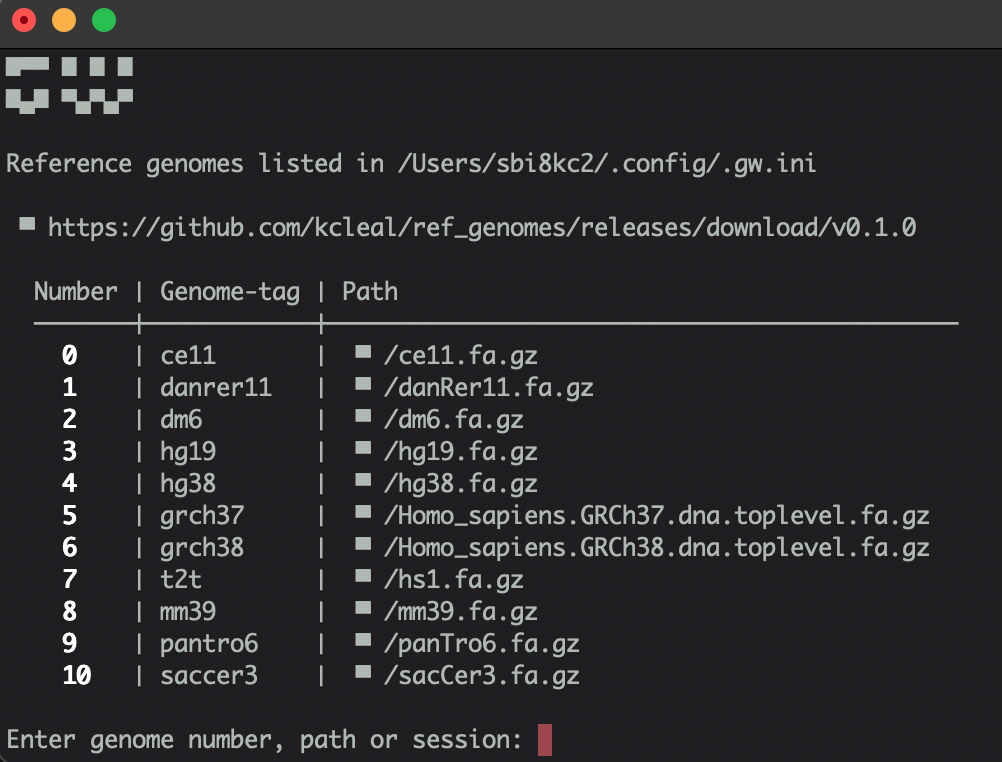 GW
Reference genomes listed in /Users/sbi8kc2/.config/.gw.ini
▀ https://github.com/kcleal/ref_genomes/releases/download/v0.1.0
Number | Genome-tag | Path
0 | ce11 | ▀ /ce11.fa.gz
1 | danrer11 | ▀ /danRer11.fa.gz
2 | dm6 | ▀ /dm6.fa.gz
3 | hg19 | ▀ /hg19.fa.gz
4 | hg38 | ▀ /hg38.fa.gz
5 | grch37 | ▀ /Homo_sapiens.GRCh37.dna.toplevel.fa.gz
6 | grch38 | ▀ /Homo_sapiens.GRCh38.dna.toplevel.fa.gz
7 | t2t | ▀ /hs1.fa.gz
8 | mm39 | ▀ /mm39.fa.gz
9 | pantro6 | ▀ /panTro6.fa.gz
10 | saccer3 | ▀ /sacCer3.fa.gz
Enter genome number, path or session: